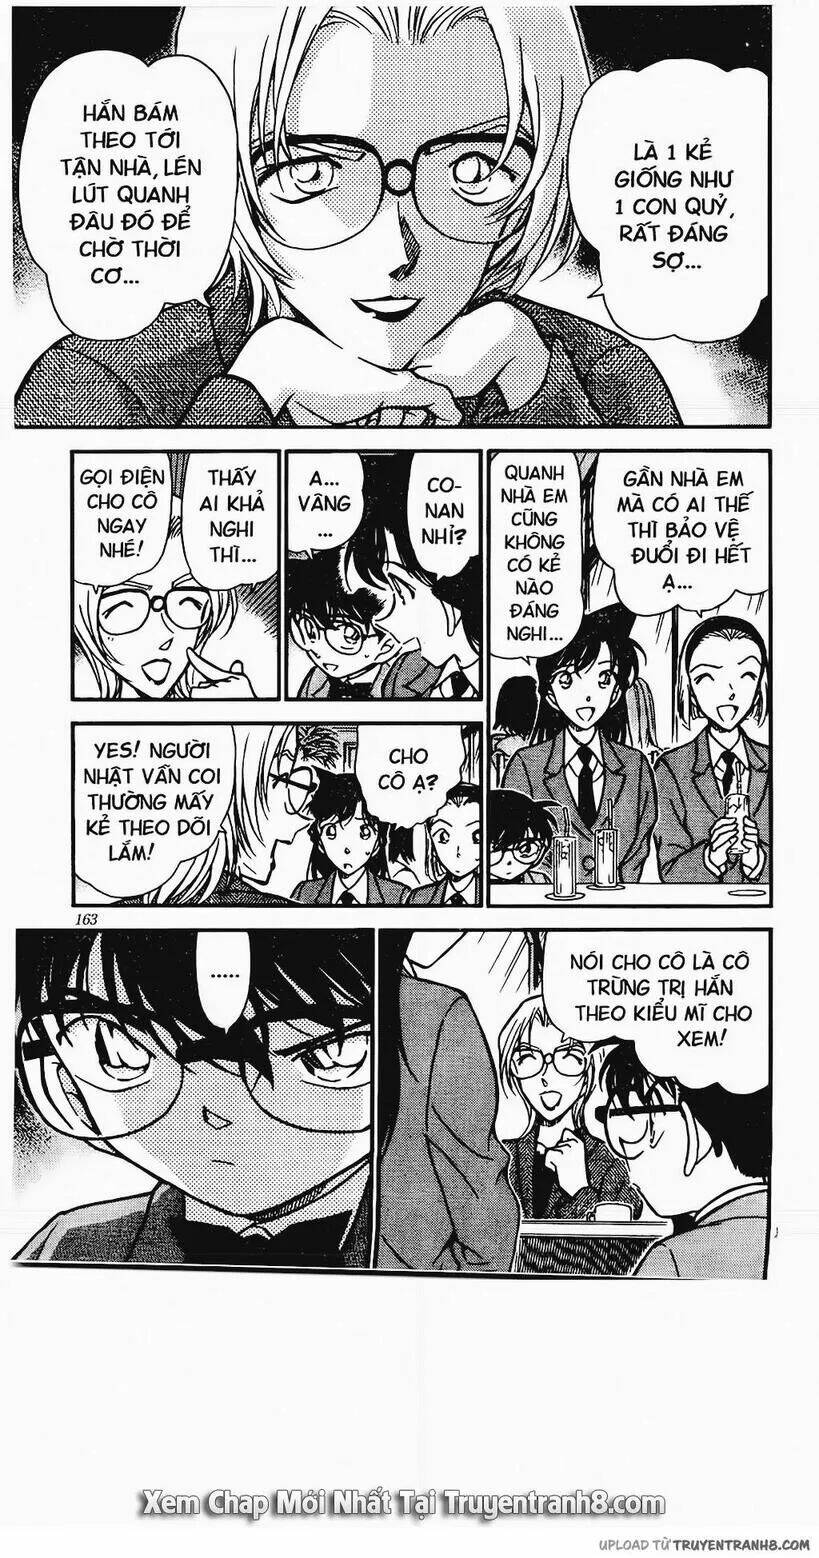 LÀ 1 KẺ
GIỐNG NHƯ
1 CON QUỶ,
RẤT ĐÁNG
SỢ...
HẮN BÁM
THEO TỚI
TẬN NHÀ, LÉN
LÚT QUANH
ĐÂU ĐÓ ĐỂ
CHỜ THỜI
CƠ...
GẦN NHÀ EM
MÀ CÓ AI THẾ
THÌ BẢO VỆ
ĐUỔI ĐI HẾT
Ạ...
QUANH
NHÀ EM
CŨNG
KHÔNG
CÓ KẺ
NÀO
ĐÁNG
NGHI...
CO-
NAN
NHỈ?
A...
VÂNG
...
THẤY
AI KHẢ
NGHI
THÌ...
GỌI ĐIỆN
CHO CÔ
NGAY
NHÉ!
CHO
CÔ Ạ?
YES! NGƯỜI
NHẬT VẪN COI
THƯỜNG MẤY
KẺ THEO DÕI
LẮM!
163
NÓI CHO CÔ LÀ CÔ
TRỪNG TRỊ HẮN
THEO KIỂU MĨ CHO
XEM!
......
Xem Chap Mới Nhất Tại Truyentranh8.com
UPLOAD TỪ TRUYENTRANH8.COM